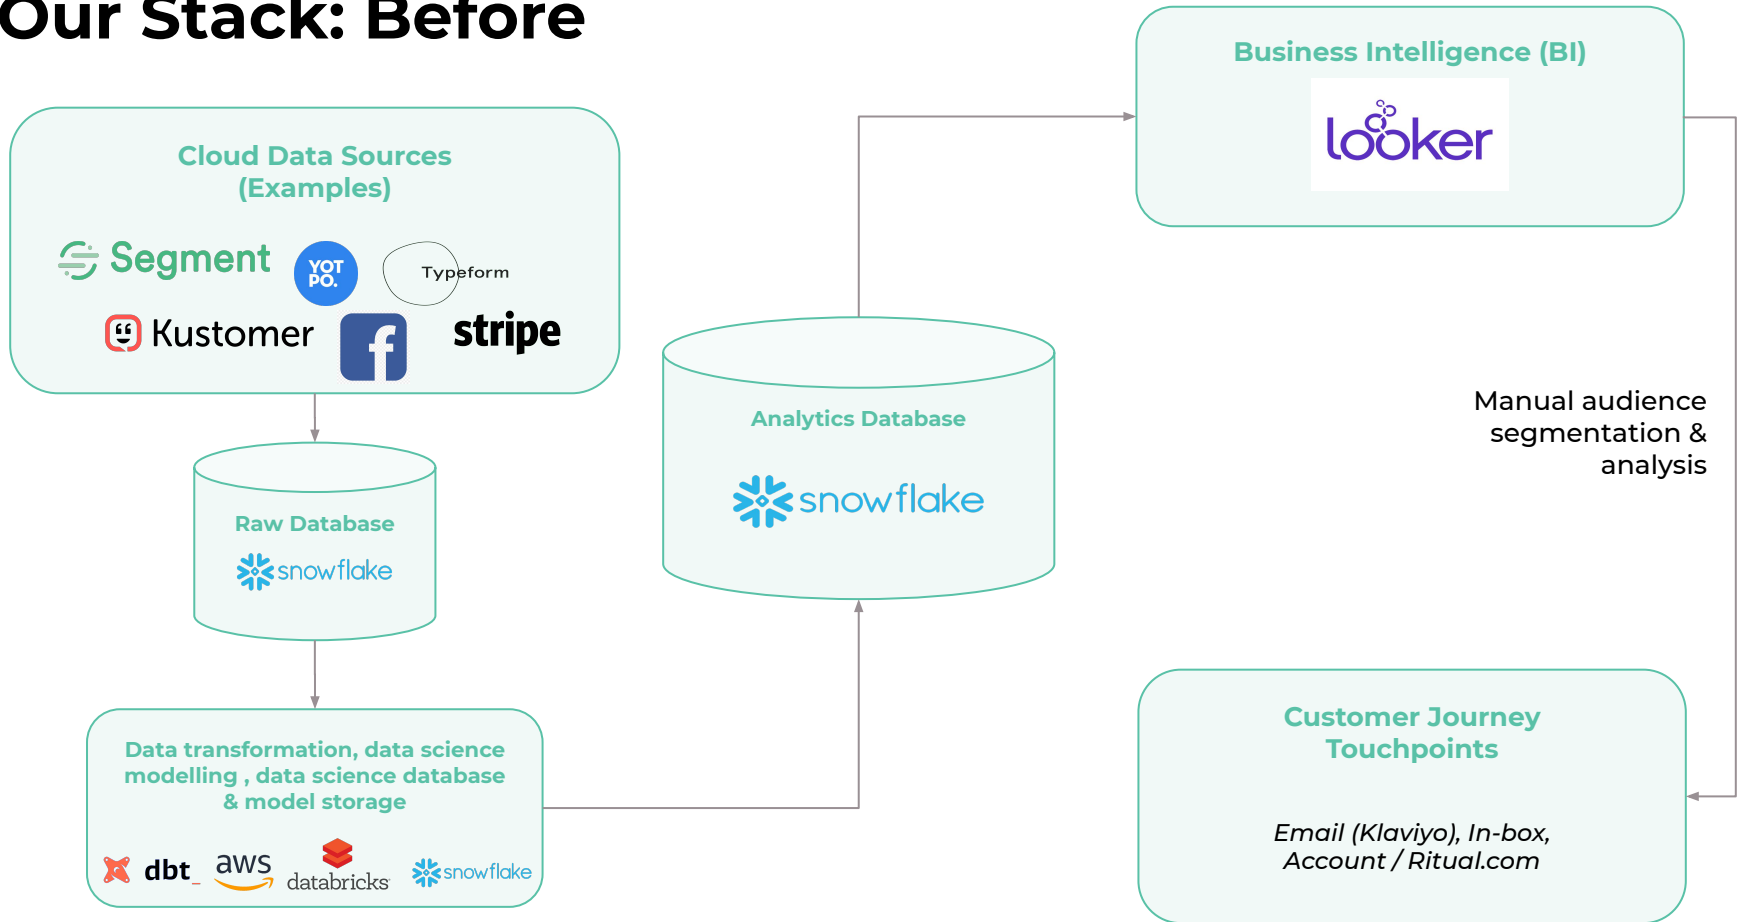 Our Stack: Before
Cloud Data Sources
(Examples)
Segment
YOT
PO.
Typeform
Kustomer
f
stripe
Raw Database
snowflake
Data transformation, data science
modelling , data science database
& model storage
dbt_
aws
databricks
snowflake
Analytics Database
snowflake
Business Intelligence (BI)
looker
Manual audience
segmentation &
analysis
Customer Journey
Touchpoints
Email (Klaviyo), In-box,
Account / Ritual.com